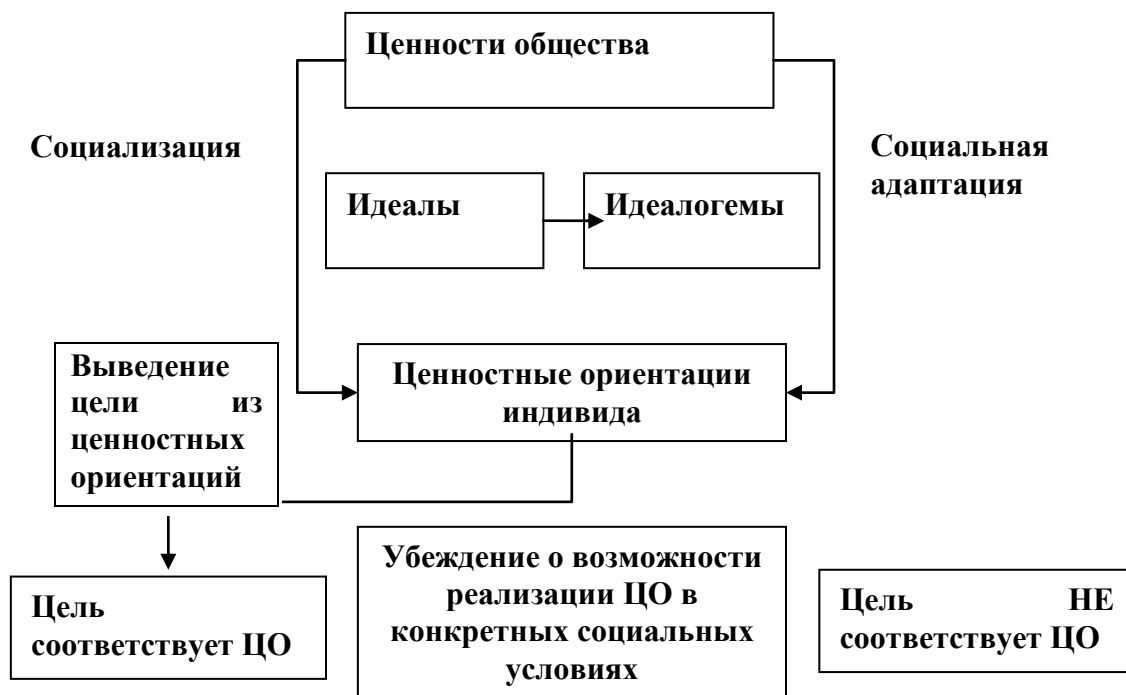 Ценности общества
Социализация
Социальная
адаптация
Идеалы
Идеалогемы
Выведение
цели из
ценностных
ориентаций
Ценностные ориентации
индивида
Цель
соответствует ЦО
Убеждение о возможности
реализации ЦО в
конкретных социальных
условиях
Цель НЕ
соответствует ЦО